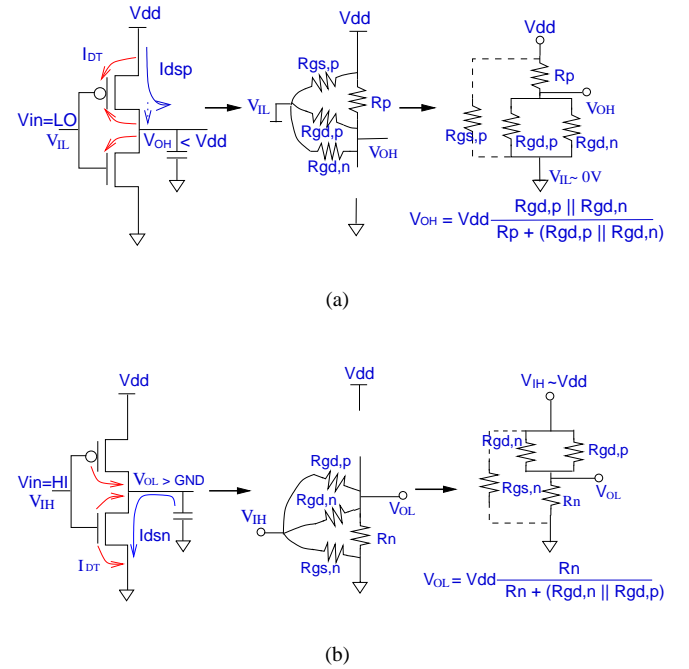 Vdd
I DT
Idsp
Vin=LO
VIL
VOH < Vdd
Vdd
Rgs,p
VIL
Rgd,p
Rp
Rgd,n
VOH
Vdd
Rp
VOH
Rgs,p
Rgd,p
Rgd,n
VIL~ 0V
VOH = Vdd Rgd,p || Rgd,n
Rp + (Rgd,p || Rgd,n)
(a)
Vdd
Vin=HI
VIH
VOL > GND
Idsn
I DT
Vdd
Rgd,p
Rgd,n
VIH
VOL
Rn
Rgs,n
VIH ~Vdd
Rgd,n
Rgd,p
Rgs,n
Rn
VOL
VOL = Vdd Rn
Rn + (Rgd,n || Rgd,p)
(b)